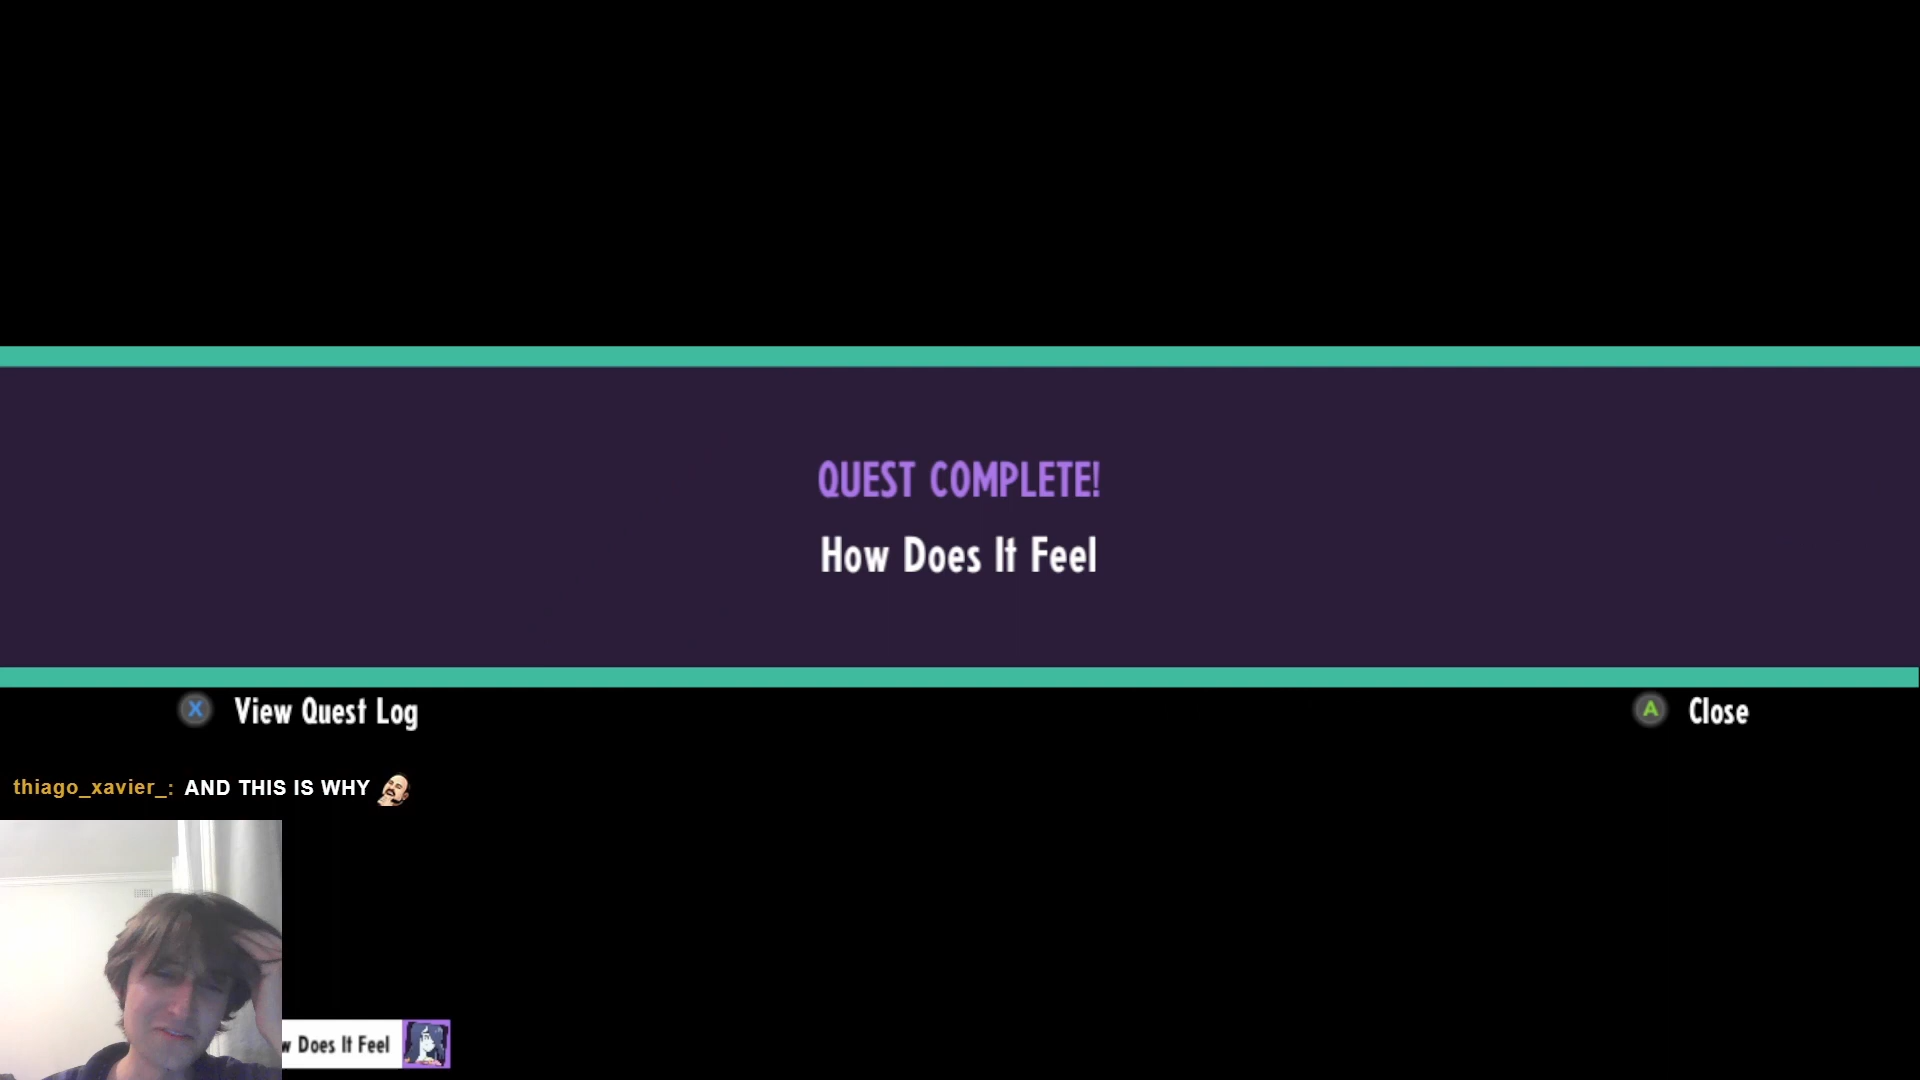 QUEST COMPLETE!
How Does It Feel
X View Quest Log
A Close
thiago_xavier_: AND THIS IS WHY
w Does It Feel